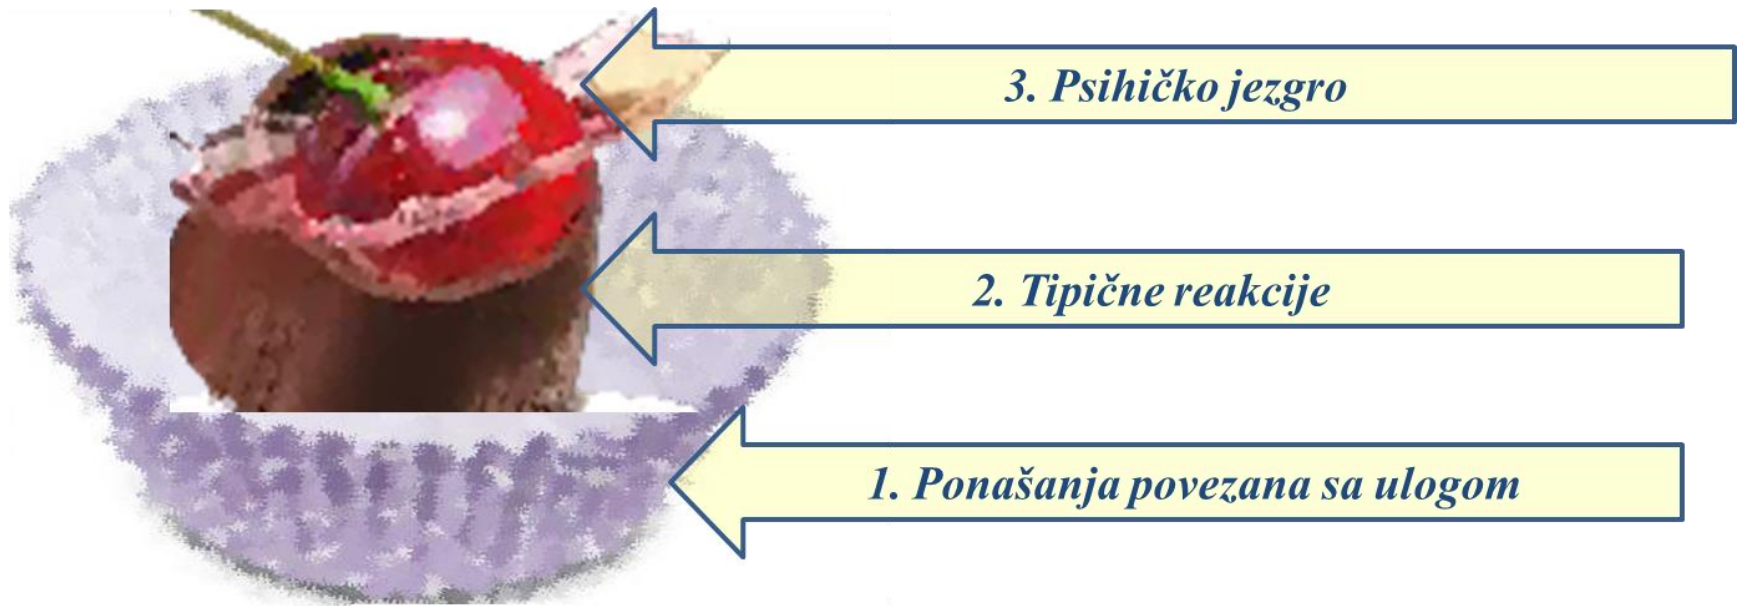 3. Psihičko jezgro
2. Tipične reakcije
1. Ponašanja povezana sa ulogom